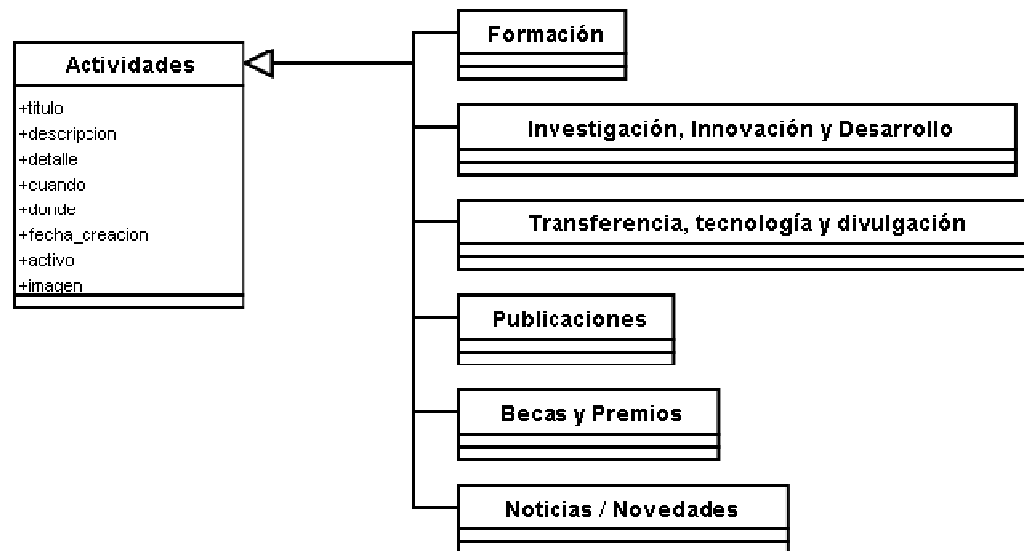 Actividades
+titulo
+descripcion
+detalle
+cuando
+donde
+fecha_creacion
+activo
+imagen
Formación
Investigación, Innovación y Desarrollo
Transferencia, tecnología y divulgación
Publicaciones
Becas y Premios
Noticias / Novedades